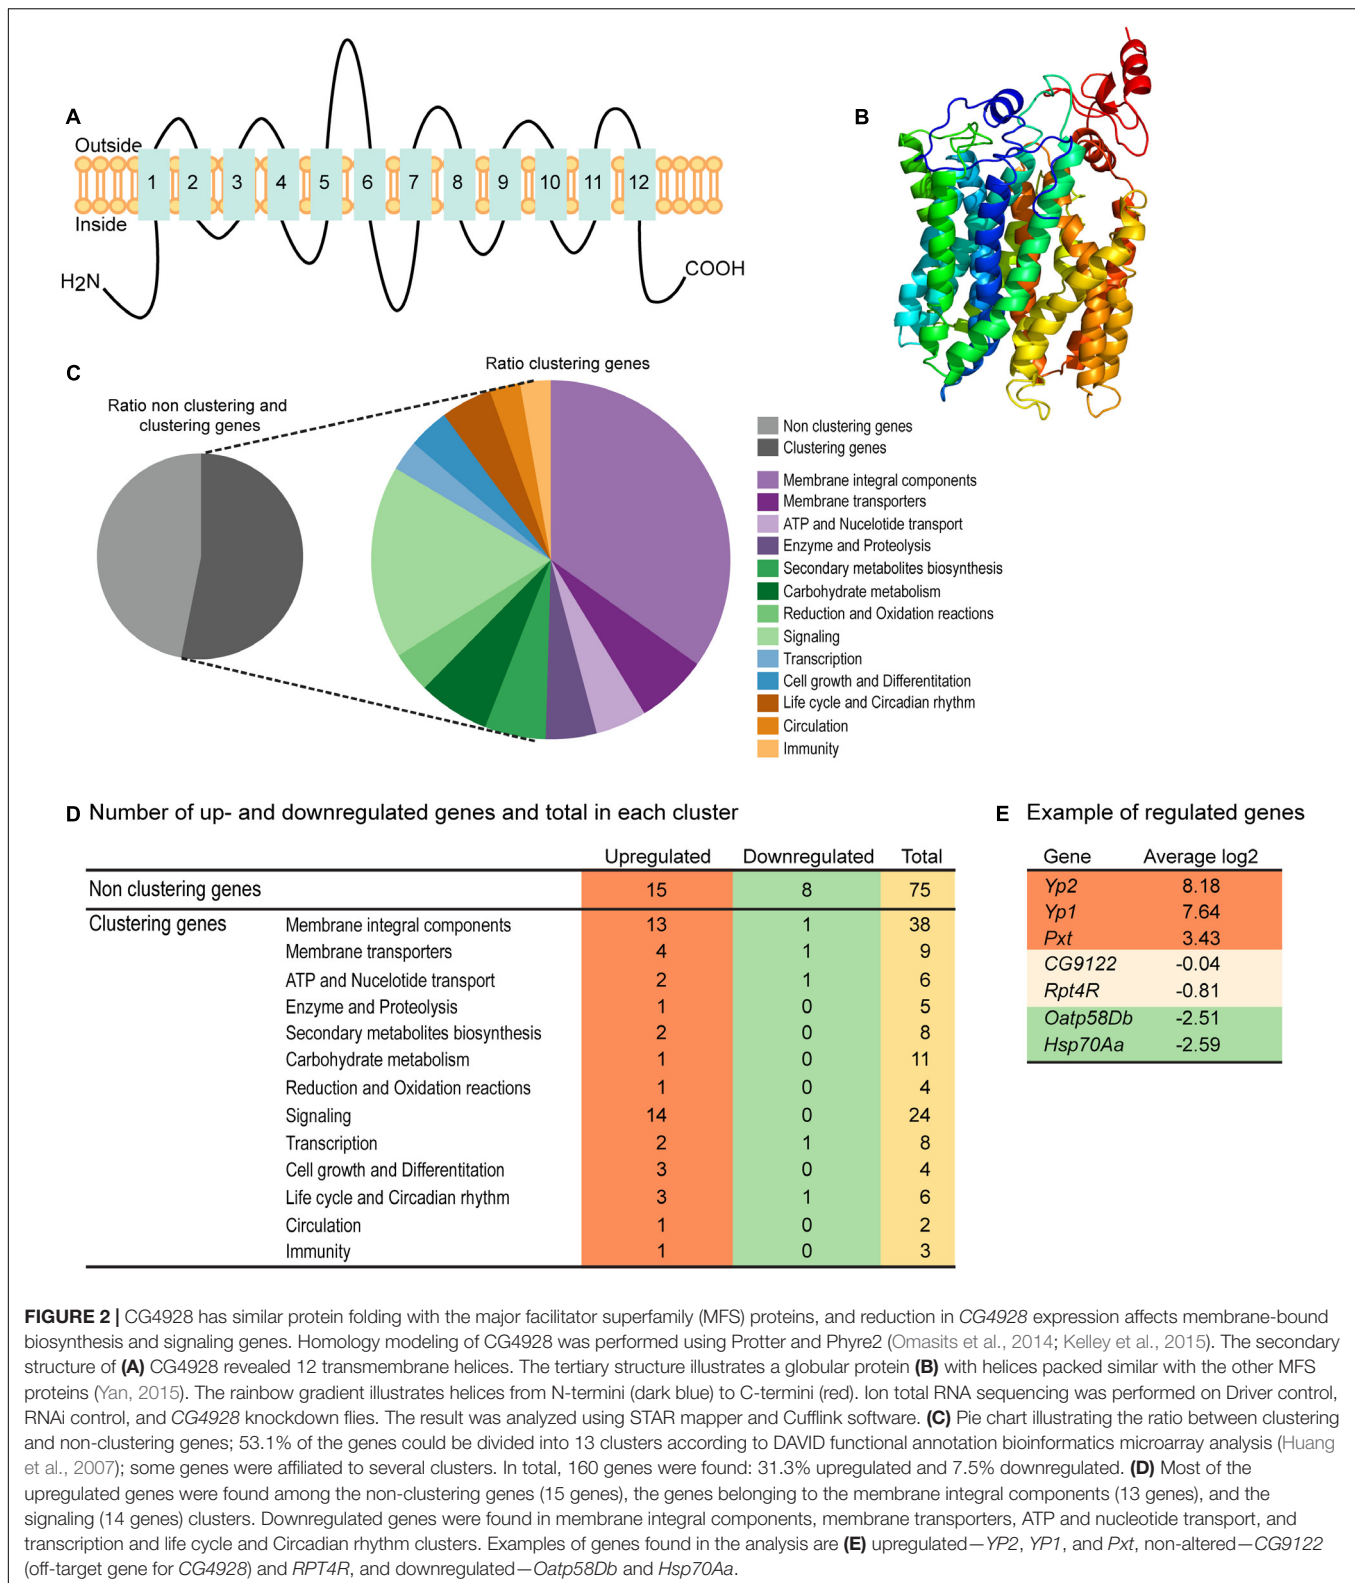 A
Outside
1 2 3 4 5 6 7 8 9 10 11 12
Inside
H2N
COOH
B
C
Ratio non clustering and
clustering genes
Ratio clustering genes
Non clustering genes
Clustering genes
Membrane integral components
Membrane transporters
ATP and Nucelotide transport
Enzyme and Proteolysis
Secondary metabolites biosynthesis
Carbohydrate metabolism
Reduction and Oxidation reactions
Signaling
Transcription
Cell growth and Differentitation
Life cycle and Circadian rhythm
Circulation
Immunity
D Number of up- and downregulated genes and total in each cluster
Upregulated Downregulated Total
Non clustering genes 15 8 75
Clustering genes Membrane integral components 13 1 38
Membrane transporters 4 1 9
ATP and Nucelotide transport 2 1 6
Enzyme and Proteolysis 1 0 5
Secondary metabolites biosynthesis 2 0 8
Carbohydrate metabolism 1 0 11
Reduction and Oxidation reactions 1 0 4
Signaling 14 0 24
Transcription 2 1 8
Cell growth and Differentitation 3 0 4
Life cycle and Circadian rhythm 3 1 6
Circulation 1 0 2
Immunity 1 0 3
E Example of regulated genes
Gene Average log2
Yp2 8.18
Yp1 7.64
Pxt 3.43
CG9122 -0.04
Rpt4R -0.81
Oatp58Db -2.51
Hsp70Aa -2.59
FIGURE 2 | CG4928 has similar protein folding with the major facilitator superfamily (MFS) proteins, and reduction in CG4928 expression affects membrane-bound
biosynthesis and signaling genes. Homology modeling of CG4928 was performed using Protter and Phyre2 (Omasits et al., 2014; Kelley et al., 2015). The secondary
structure of (A) CG4928 revealed 12 transmembrane helices. The tertiary structure illustrates a globular protein (B) with helices packed similar with the other MFS
proteins (Yan, 2015). The rainbow gradient illustrates helices from N-termini (dark blue) to C-termini (red). Ion total RNA sequencing was performed on Driver control,
RNAi control, and CG4928 knockdown flies. The result was analyzed using STAR mapper and Cufflink software. (C) Pie chart illustrating the ratio between clustering
and non-clustering genes; 53.1% of the genes could be divided into 13 clusters according to DAVID functional annotation bioinformatics microarray analysis (Huang
et al., 2007); some genes were affiliated to several clusters. In total, 160 genes were found: 31.3% upregulated and 7.5% downregulated. (D) Most of the
upregulated genes were found among the non-clustering genes (15 genes), the genes belonging to the membrane integral components (13 genes), and the
signaling (14 genes) clusters. Downregulated genes were found in membrane integral components, membrane transporters, ATP and nucleotide transport, and
transcription and life cycle and Circadian rhythm clusters. Examples of genes found in the analysis are (E) upregulated—YP2, YP1, and Pxt, non-altered—CG9122
(off-target gene for CG4928) and RPT4R, and downregulated—Oatp58Db and Hsp70Aa.